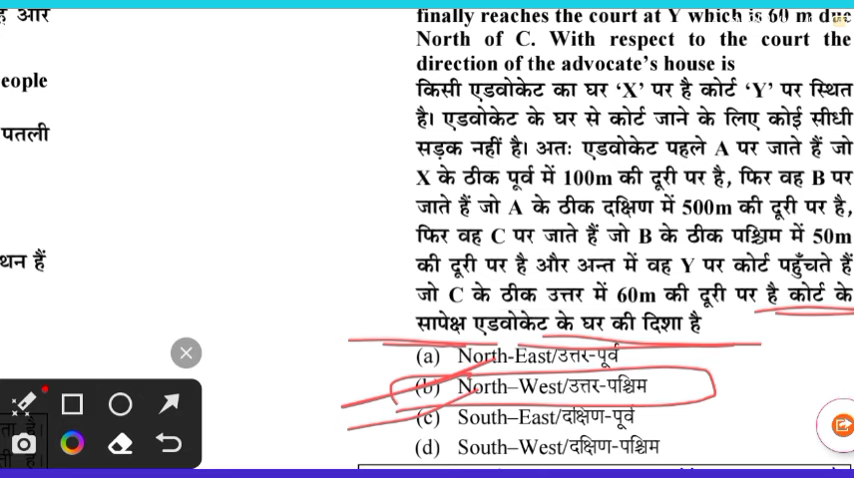 है और
eople
पतली
थन हैं
finally reaches the court at Y which is 60 m due
North of C. With respect to the court the
direction of the advocate's house is
किसी एडवोकेट का घर ‘X’ पर है कोर्ट ‘Y’ पर स्थित
है। एडवोकेट के घर से कोर्ट जाने के लिए कोई सीधी
सड़क नहीं है। अतः एडवोकेट पहले A पर जाते हैं जो
X के ठीक पूर्व में 100m की दूरी पर है, फिर वह B पर
जाते हैं जो A के ठीक दक्षिण में 500m की दूरी पर है,
फिर वह C पर जाते हैं जो B के ठीक पश्चिम में 50m
की दूरी पर है और अन्त में वह Y पर कोर्ट पहुँचते हैं
जो C के ठीक उत्तर में 60m की दूरी पर है कोर्ट के
सापेक्ष एडवोकेट के घर की दिशा है
(a) North-East/उत्तर-पूर्व
(b) North–West/उत्तर-पश्चिम
(c) South–East/दक्षिण-पूर्व
(d) South–West/दक्षिण-पश्चिम